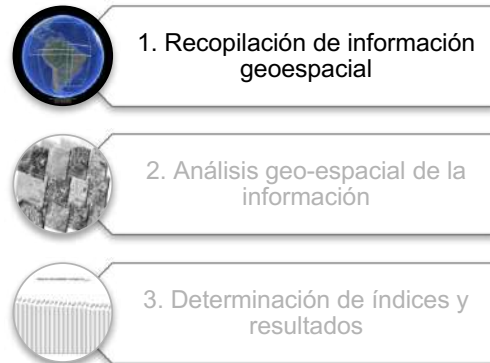 1. Recopilación de información
geoespacial
2. Análisis geo-espacial de la
información
3. Determinación de índices y
resultados